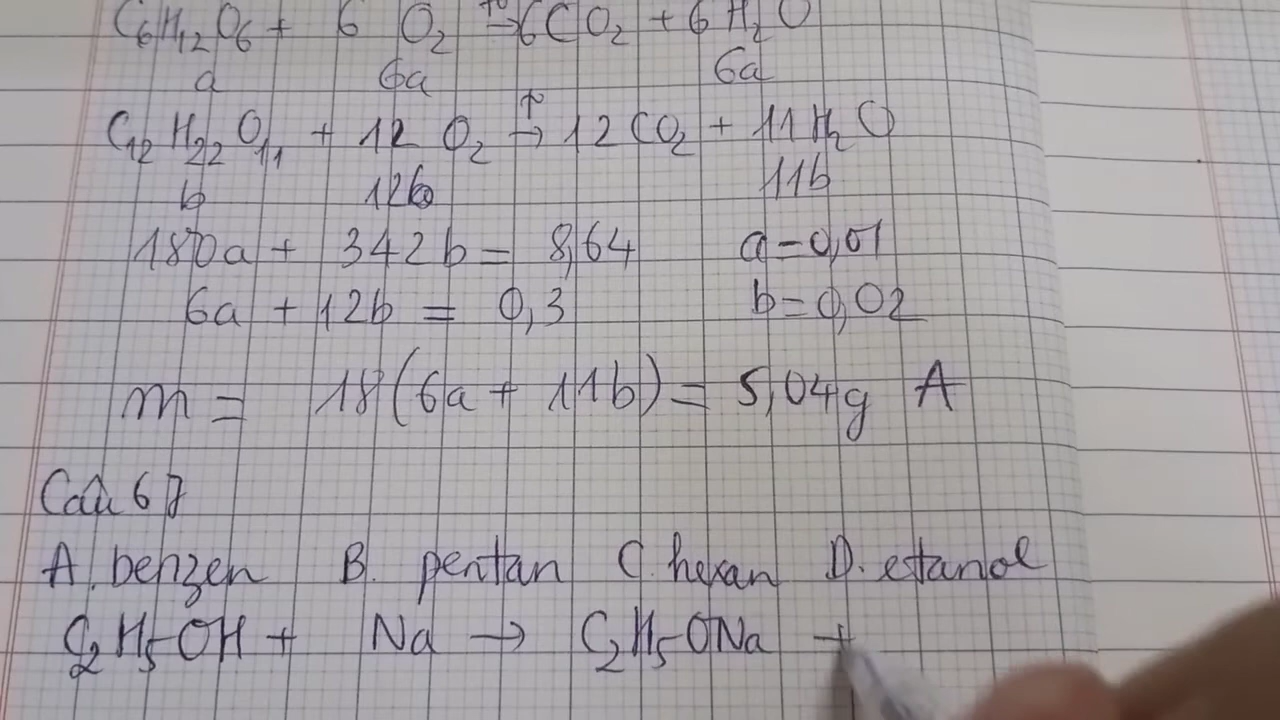 C6H12O6 + 6 O2 →t° 6CO2 + 6 H2O
a 6a 6a
C12H22O11 + 12 O2 →t° 12CO2 + 11H2O
b 12b 11b
180a + 342b = 8,64 a=0,01
6a + 12b = 0,3 b=0,02
m = 18(6a + 11b) = 5,04g A
Câu 67
A. benzen B. pentan C. hexan D. etanol
C2H5OH + Na → C2H5ONa +